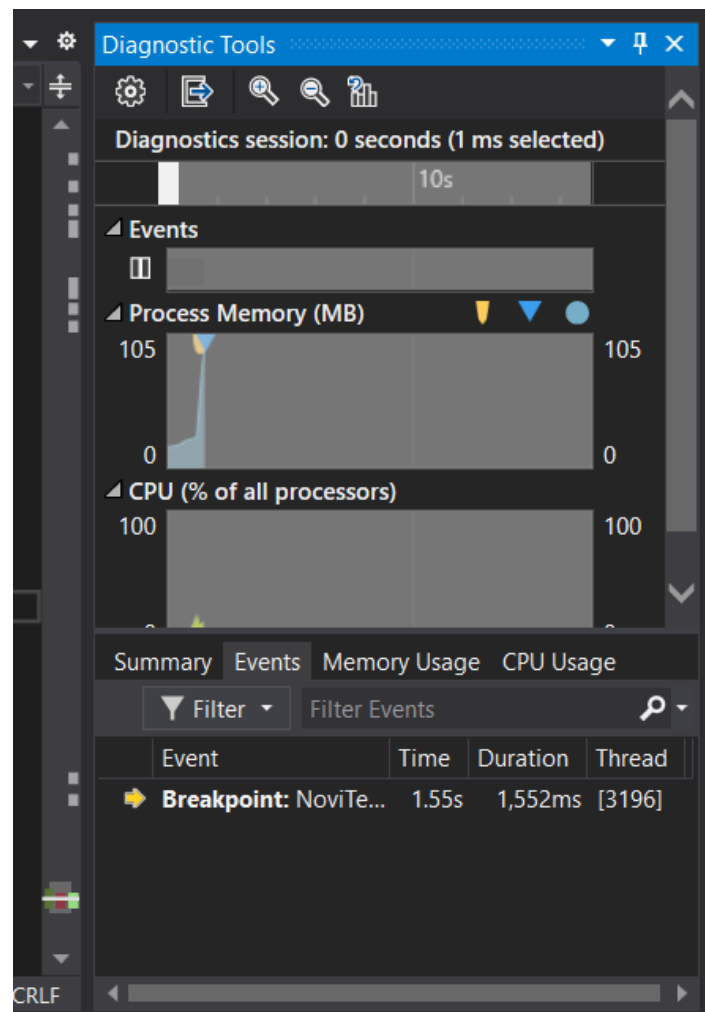 Diagnostic Tools
Diagnostics session: 0 seconds (1 ms selected)
10s
Events
Process Memory (MB)
105 105
0 0
CPU (% of all processors)
100 100
Summary Events Memory Usage CPU Usage
Filter Filter Events
Event Time Duration Thread
Breakpoint: NoviTe... 1.55s 1,552ms [3196]
CRLF